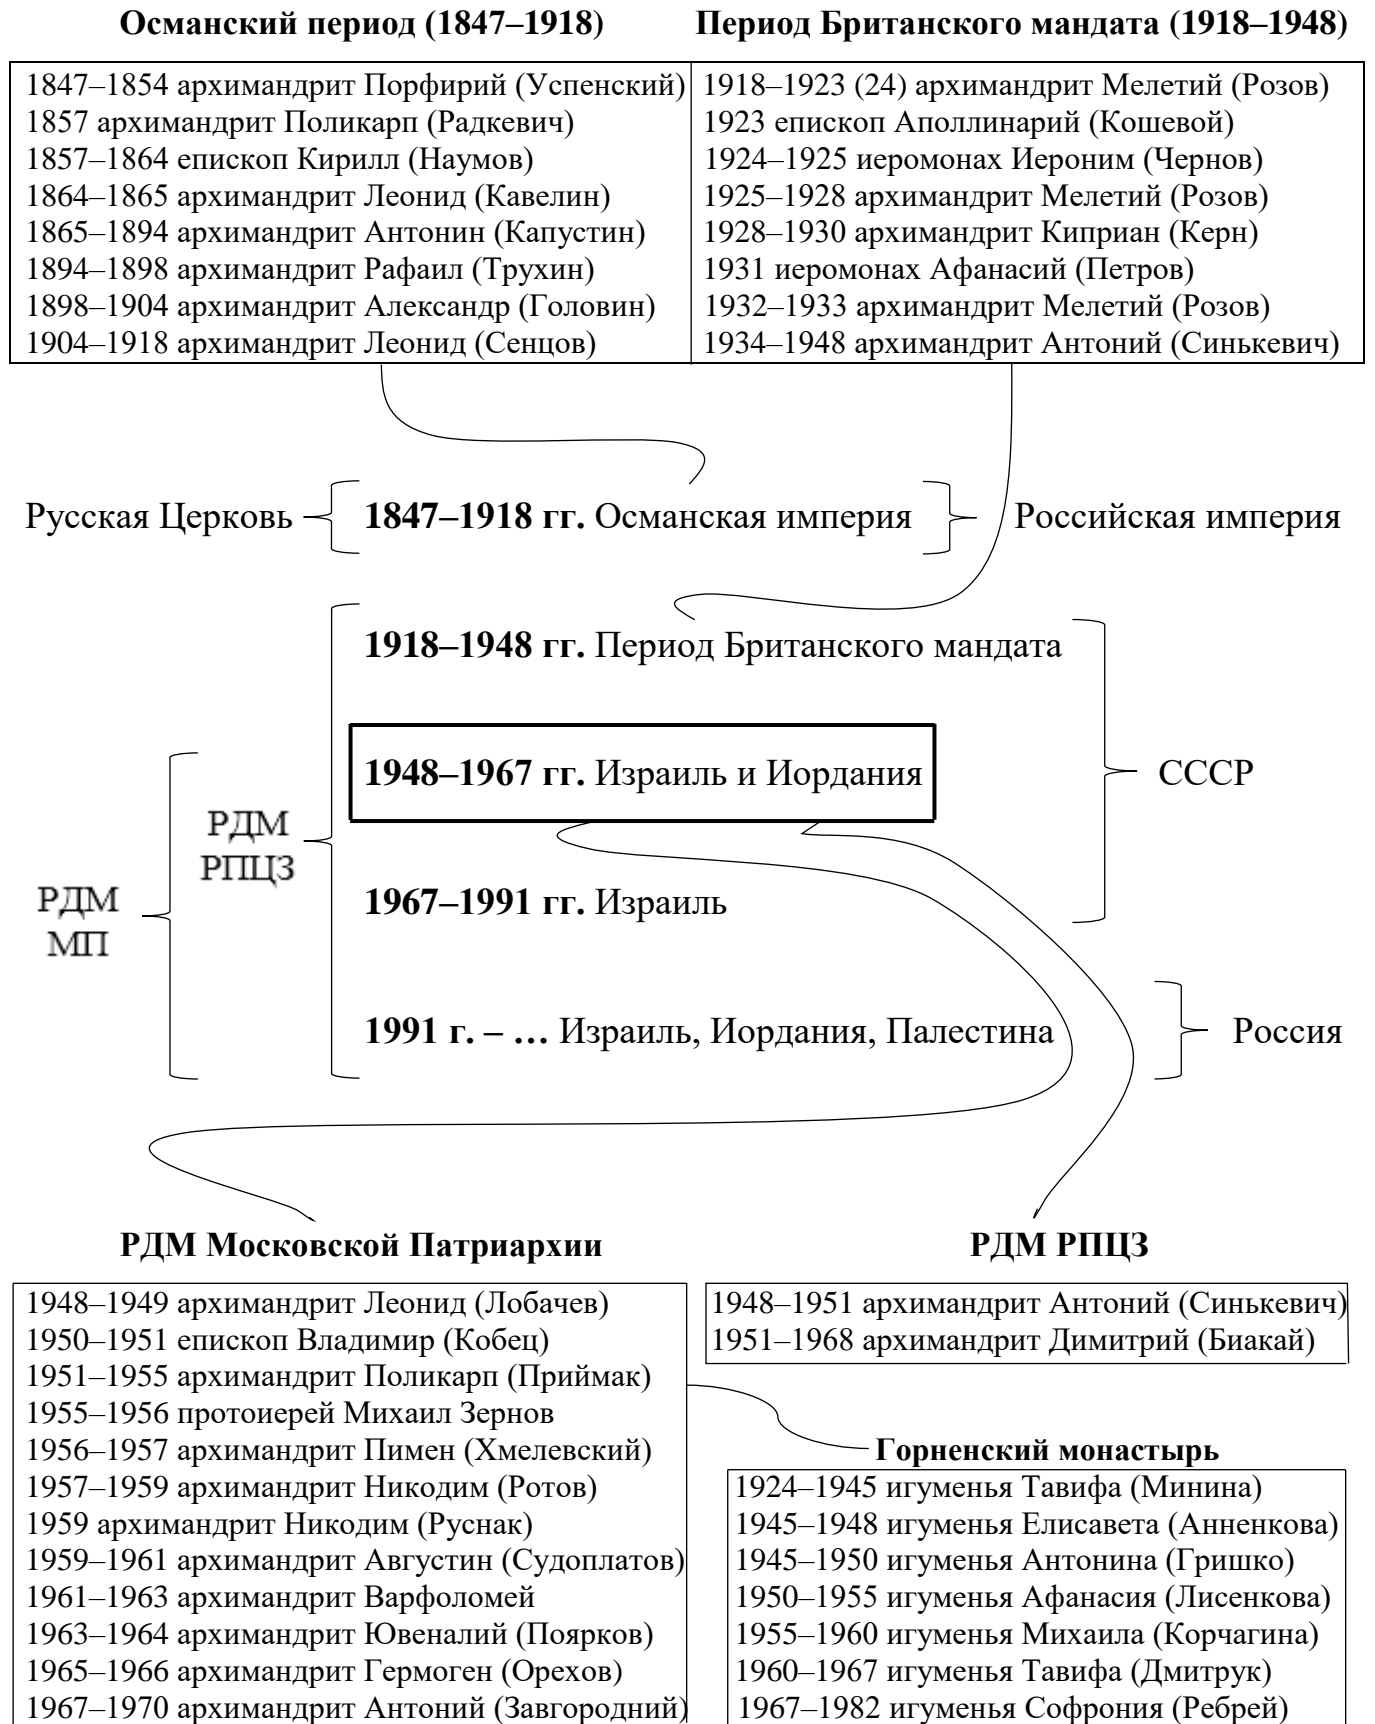 Османский период (1847–1918)
Период Британского мандата (1918–1948)
1847–1854 архимандрит Порфирий (Успенский)
1857 архимандрит Поликарп (Радкевич)
1857–1864 епископ Кирилл (Наумов)
1864–1865 архимандрит Леонид (Кавелин)
1865–1894 архимандрит Антонин (Капустин)
1894–1898 архимандрит Рафаил (Трухин)
1898–1904 архимандрит Александр (Головин)
1904–1918 архимандрит Леонид (Сенцов)
1918–1923 (24) архимандрит Мелетий (Розов)
1923 епископ Аполлинарий (Кошевой)
1924–1925 иеромонах Иероним (Чернов)
1925–1928 архимандрит Мелетий (Розов)
1928–1930 архимандрит Киприан (Керн)
1931 иеромонах Афанасий (Петров)
1932–1933 архимандрит Мелетий (Розов)
1934–1948 архимандрит Антоний (Синькевич)
Русская Церковь
1847–1918 гг. Османская империя
Российская империя
1918–1948 гг. Период Британского мандата
1948–1967 гг. Израиль и Иордания
СССР
РДМ
РПЦЗ
РДМ
МП
1967–1991 гг. Израиль
1991 г. – … Израиль, Иордания, Палестина
Россия
РДМ Московской Патриархии
1948–1949 архимандрит Леонид (Лобачев)
1950–1951 епископ Владимир (Кобец)
1951–1955 архимандрит Поликарп (Приймак)
1955–1956 протоиерей Михаил Зернов
1956–1957 архимандрит Пимен (Хмелевский)
1957–1959 архимандрит Никодим (Ротов)
1959 архимандрит Никодим (Руснак)
1959–1961 архимандрит Августин (Судоплатов)
1961–1963 архимандрит Варфоломей
1963–1964 архимандрит Ювеналий (Поярков)
1965–1966 архимандрит Гермоген (Орехов)
1967–1970 архимандрит Антоний (Завгородний)
РДМ РПЦЗ
1948–1951 архимандрит Антоний (Синькевич)
1951–1968 архимандрит Димитрий (Биакай)
Горненский монастырь
1924–1945 игуменья Тавифа (Минина)
1945–1948 игуменья Елисавета (Анненкова)
1945–1950 игуменья Антонина (Гришко)
1950–1955 игуменья Афанасия (Лисенкова)
1955–1960 игуменья Михаила (Корчагина)
1960–1967 игуменья Тавифа (Дмитрук)
1967–1982 игуменья Софрония (Ребрей)